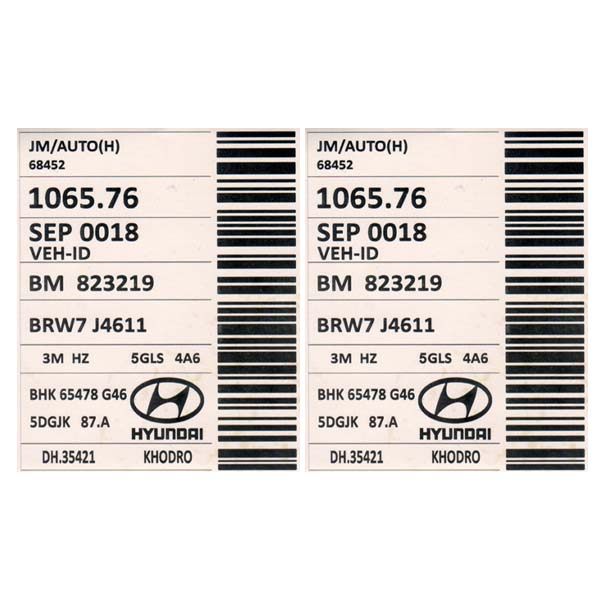 JM/AUTO(H)
68452
1065.76
SEP 0018
VEH-ID
BM 823219
BRW7 J4611
3M HZ 5GLS 4A6
BHK 65478 G46
5DGJK 87.A
HYUNDAI
DH.35421 KHODRO
JM/AUTO(H)
68452
1065.76
SEP 0018
VEH-ID
BM 823219
BRW7 J4611
3M HZ 5GLS 4A6
BHK 65478 G46
5DGJK 87.A
HYUNDAI
DH.35421 KHODRO